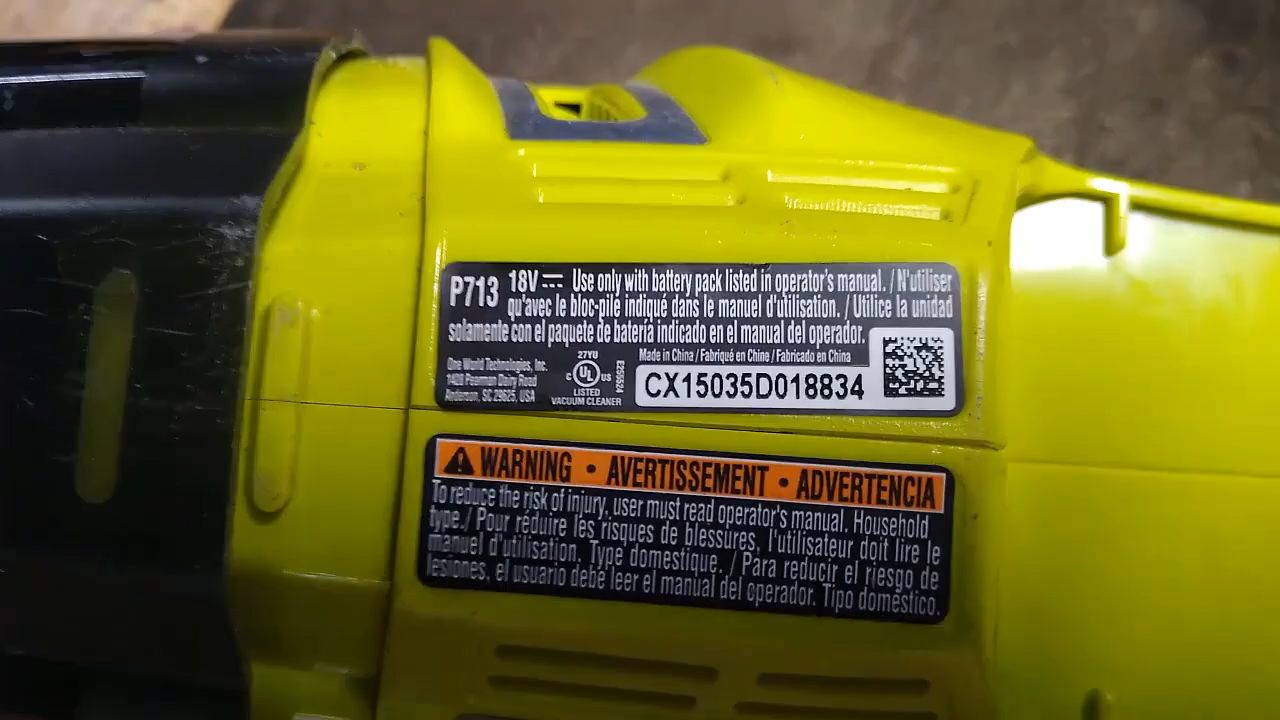 P713 18V Use only with battery pack listed in operator's manual. / N'utiliser
qu'avec le bloc-pile indiqué dans le manuel d'utilisation. / Utilice la unidad
solamente con el paquete de batería indicado en el manual del operador.
One World Technologies, Inc.
1428 Pearman Dairy Road
Anderson, SC 29625, USA
27YU
C UL US
LISTED
VACUUM CLEANER
E255924
Made in China / Fabriqué en Chine / Fabricado en China
CX15035D018834
WARNING • AVERTISSEMENT • ADVERTENCIA
To reduce the risk of injury, user must read operator's manual. Household
type./ Pour réduire les risques de blessures, l'utilisateur doit lire le
manuel d'utilisation. Type domestique. / Para reducir el riesgo de
lesiones, el usuario debe leer el manual del operador. Tipo doméstico.